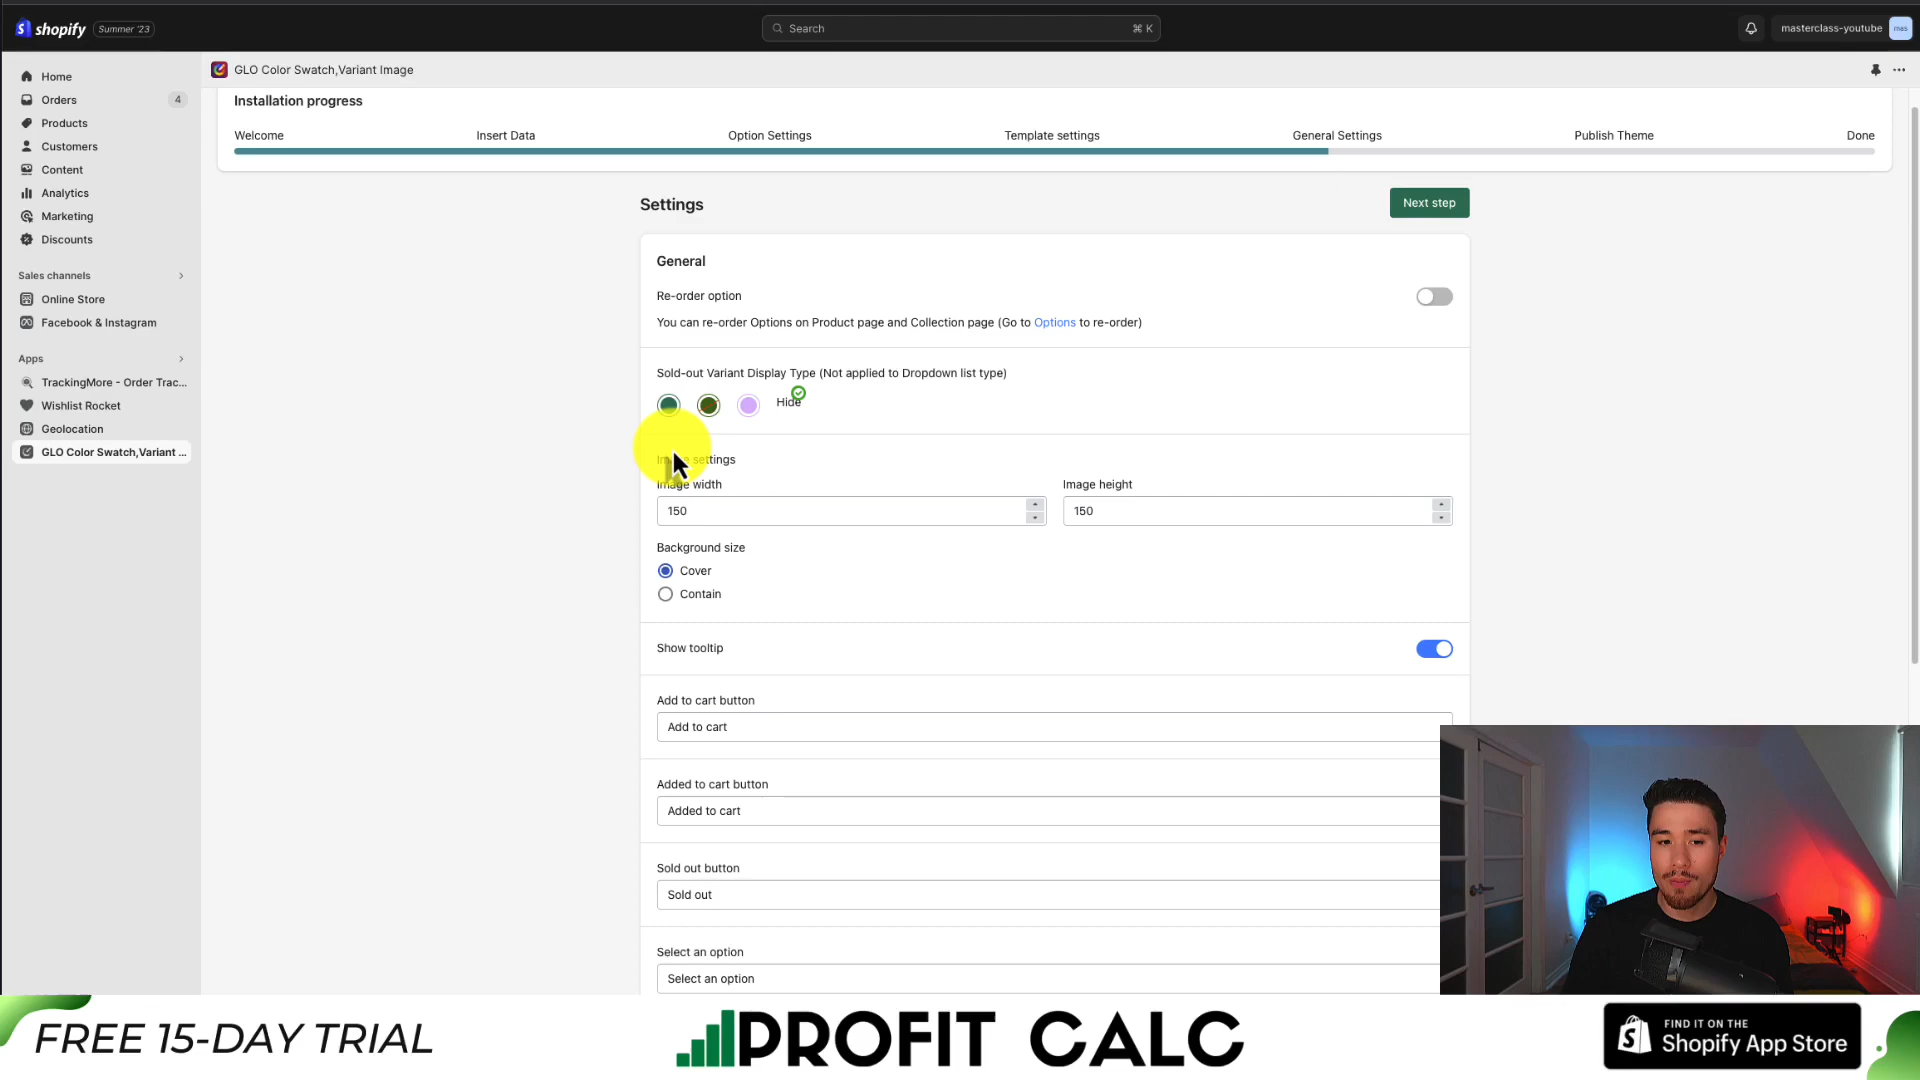 shopify Summer '23
Search
⌘ K
masterclass-youtube
mas
Home
Orders
4
Products
Customers
Content
Analytics
Marketing
Discounts
Sales channels
Online Store
Facebook & Instagram
Apps
TrackingMore - Order Trac...
Wishlist Rocket
Geolocation
GLO Color Swatch,Variant ...
GLO Color Swatch,Variant Image
Installation progress
Welcome
Insert Data
Option Settings
Template settings
General Settings
Publish Theme
Done
Settings
Next step
General
Re-order option
You can re-order Options on Product page and Collection page (Go to Options to re-order)
Sold-out Variant Display Type (Not applied to Dropdown list type)
Hide
Image settings
Image width
Image height
150
150
Background size
Cover
Contain
Show tooltip
Add to cart button
Add to cart
Added to cart button
Added to cart
Sold out button
Sold out
Select an option
Select an option
FREE 15-DAY TRIAL
PROFIT CALC
FIND IT ON THE
Shopify App Store